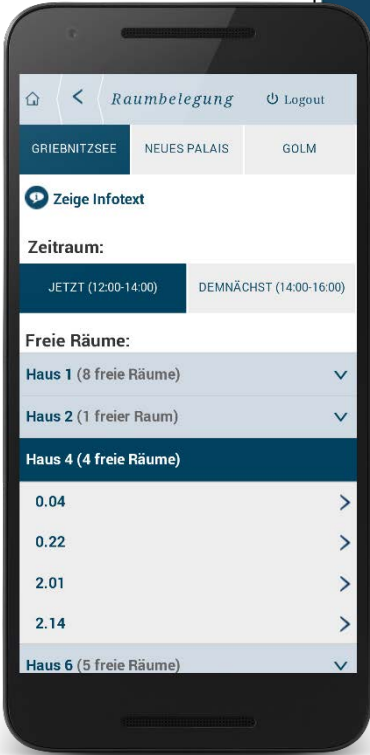 Raumbelegung Logout
GRIEBNITZSEE NEUES PALAIS GOLM
Zeige Infotext
Zeitraum:
JETZT (12:00-14:00) DEMNÄCHST (14:00-16:00)
Freie Räume:
Haus 1 (8 freie Räume)
Haus 2 (1 freier Raum)
Haus 4 (4 freie Räume)
0.04
0.22
2.01
2.14
Haus 6 (5 freie Räume)